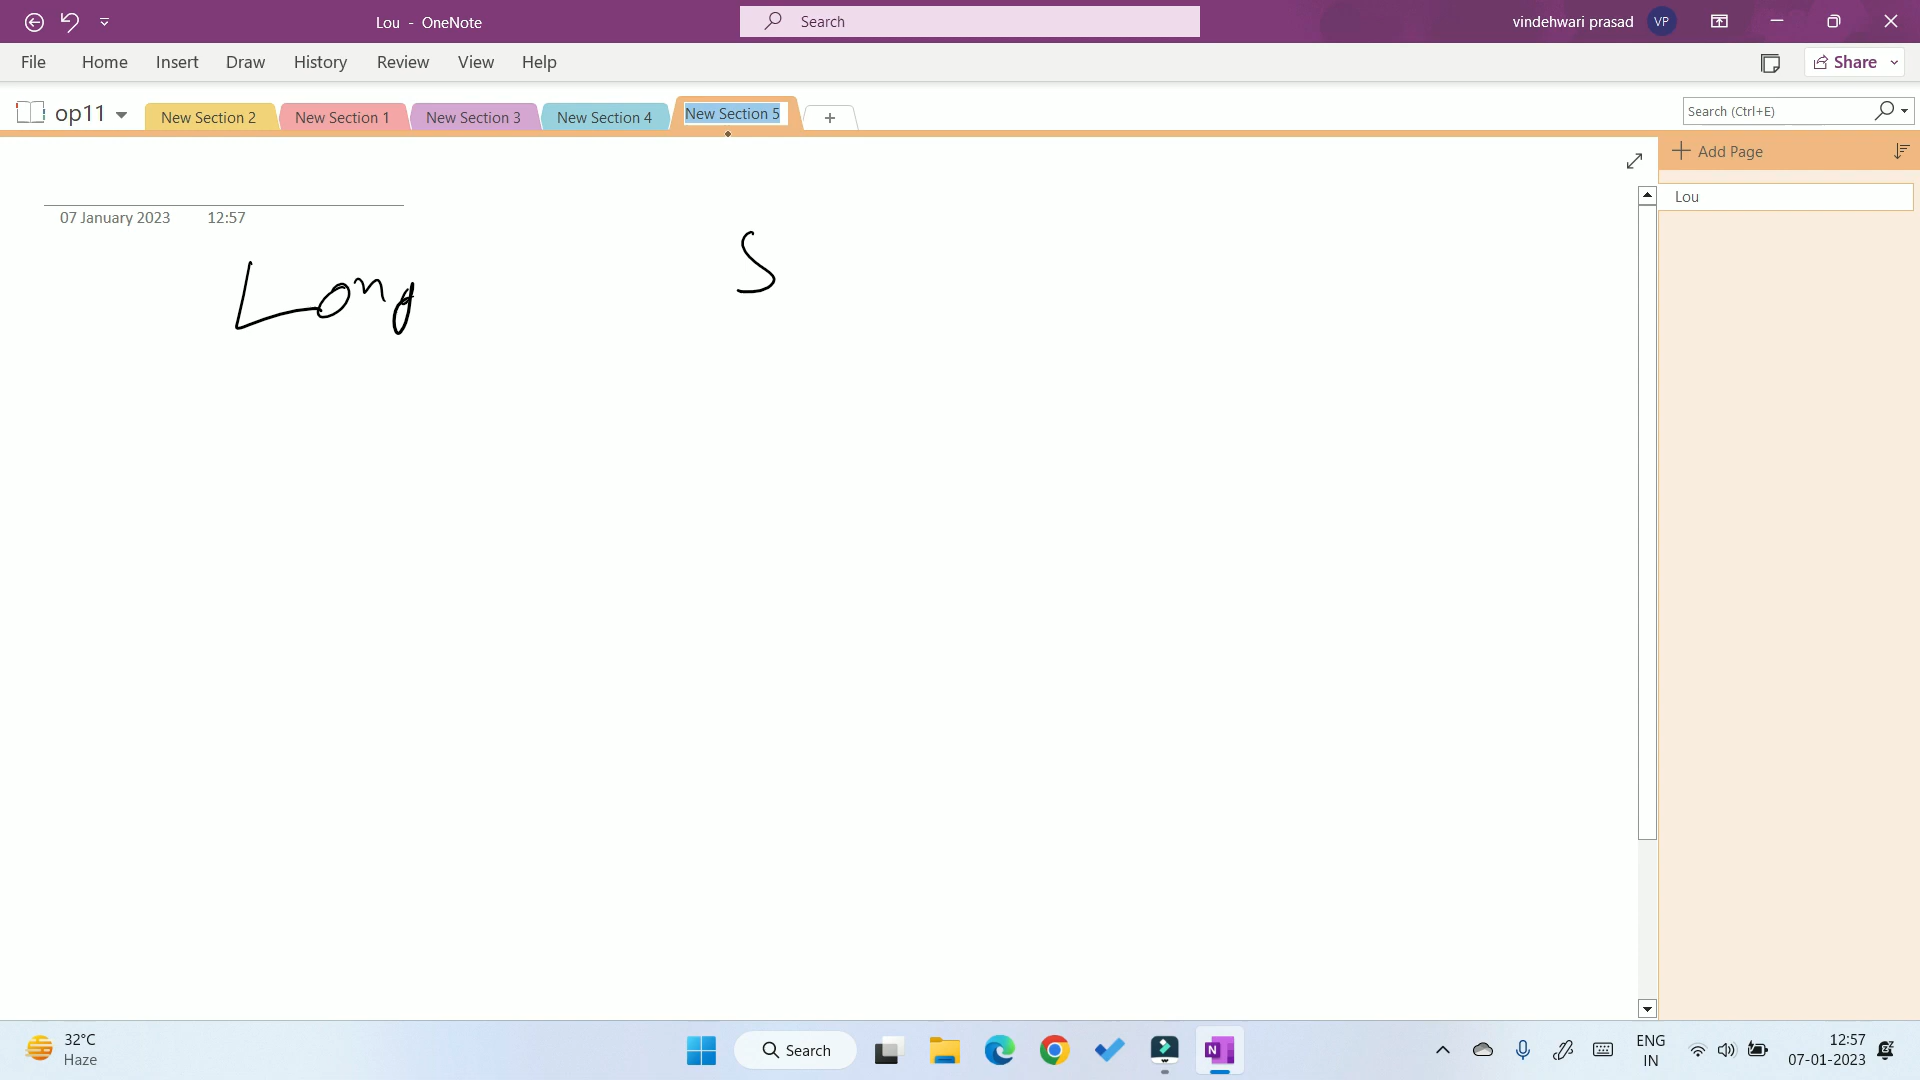 Lou - OneNote
Search
vindehwari prasad VP
File Home Insert Draw History Review View Help
Share
op11 New Section 2 New Section 1 New Section 3 New Section 4 New Section 5 +
Search (Ctrl+E)
Add Page
Lou
07 January 2023 12:57
Long S
32°C
Haze
Search
ENG
IN
12:57
07-01-2023